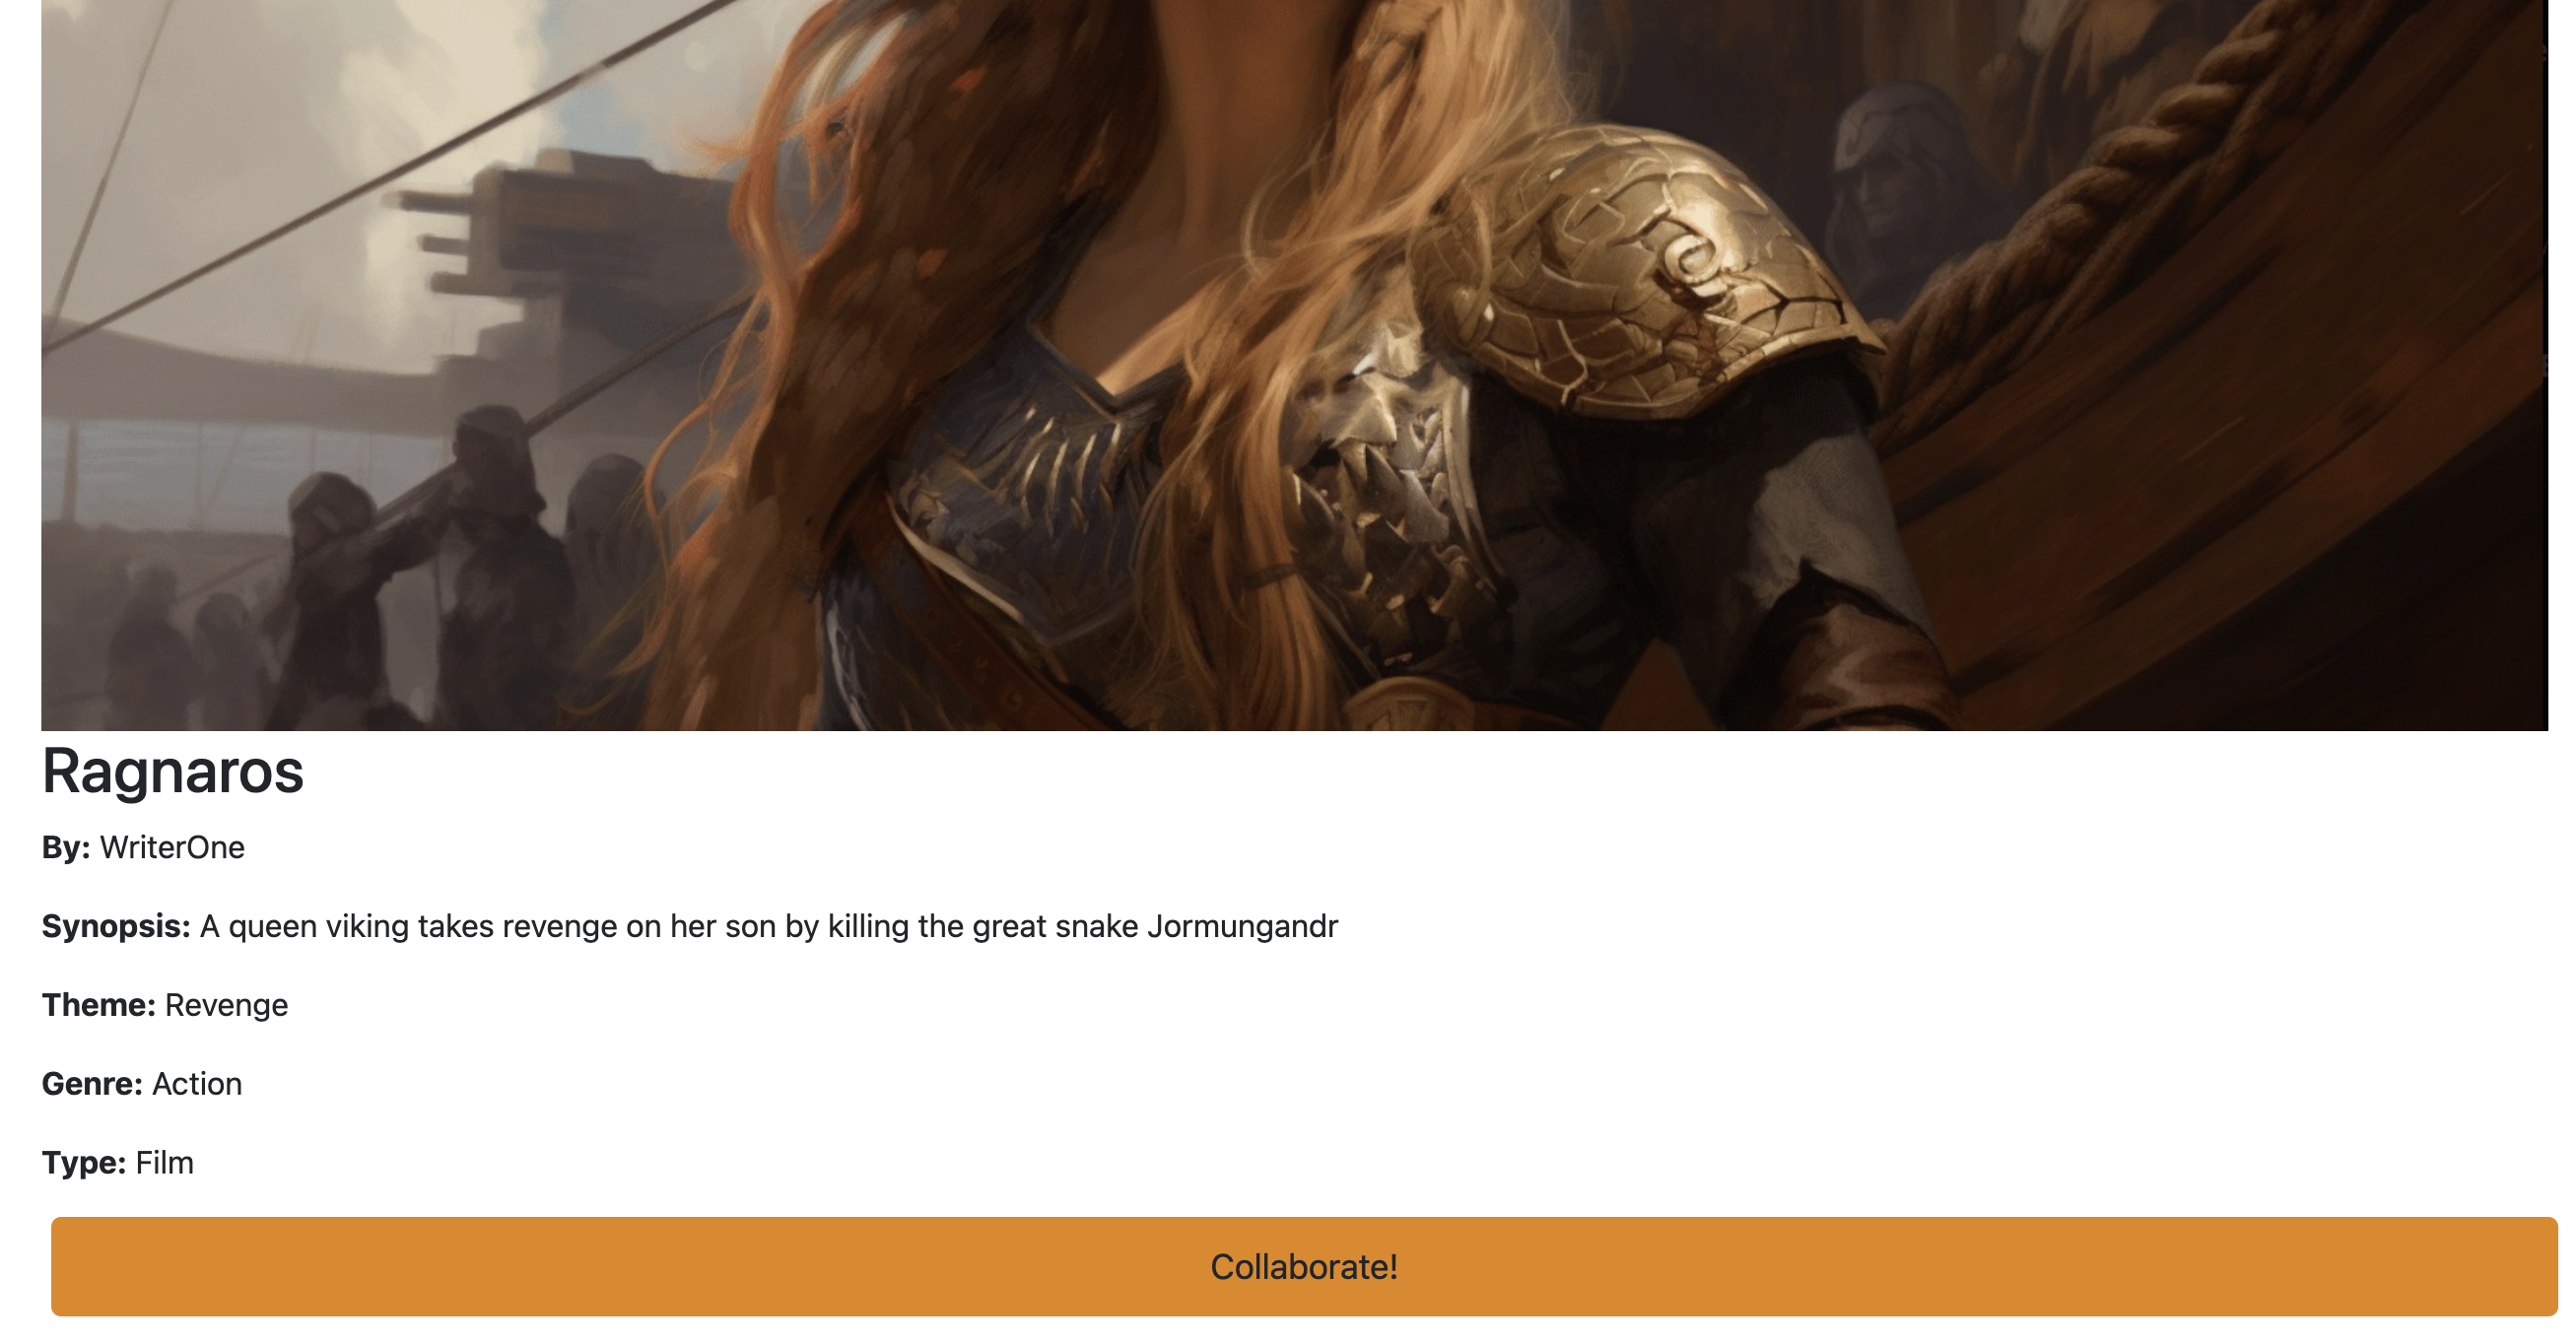 Ragnaros
By: WriterOne
Synopsis: A queen viking takes revenge on her son by killing the great snake Jormungandr
Theme: Revenge
Genre: Action
Type: Film
Collaborate!